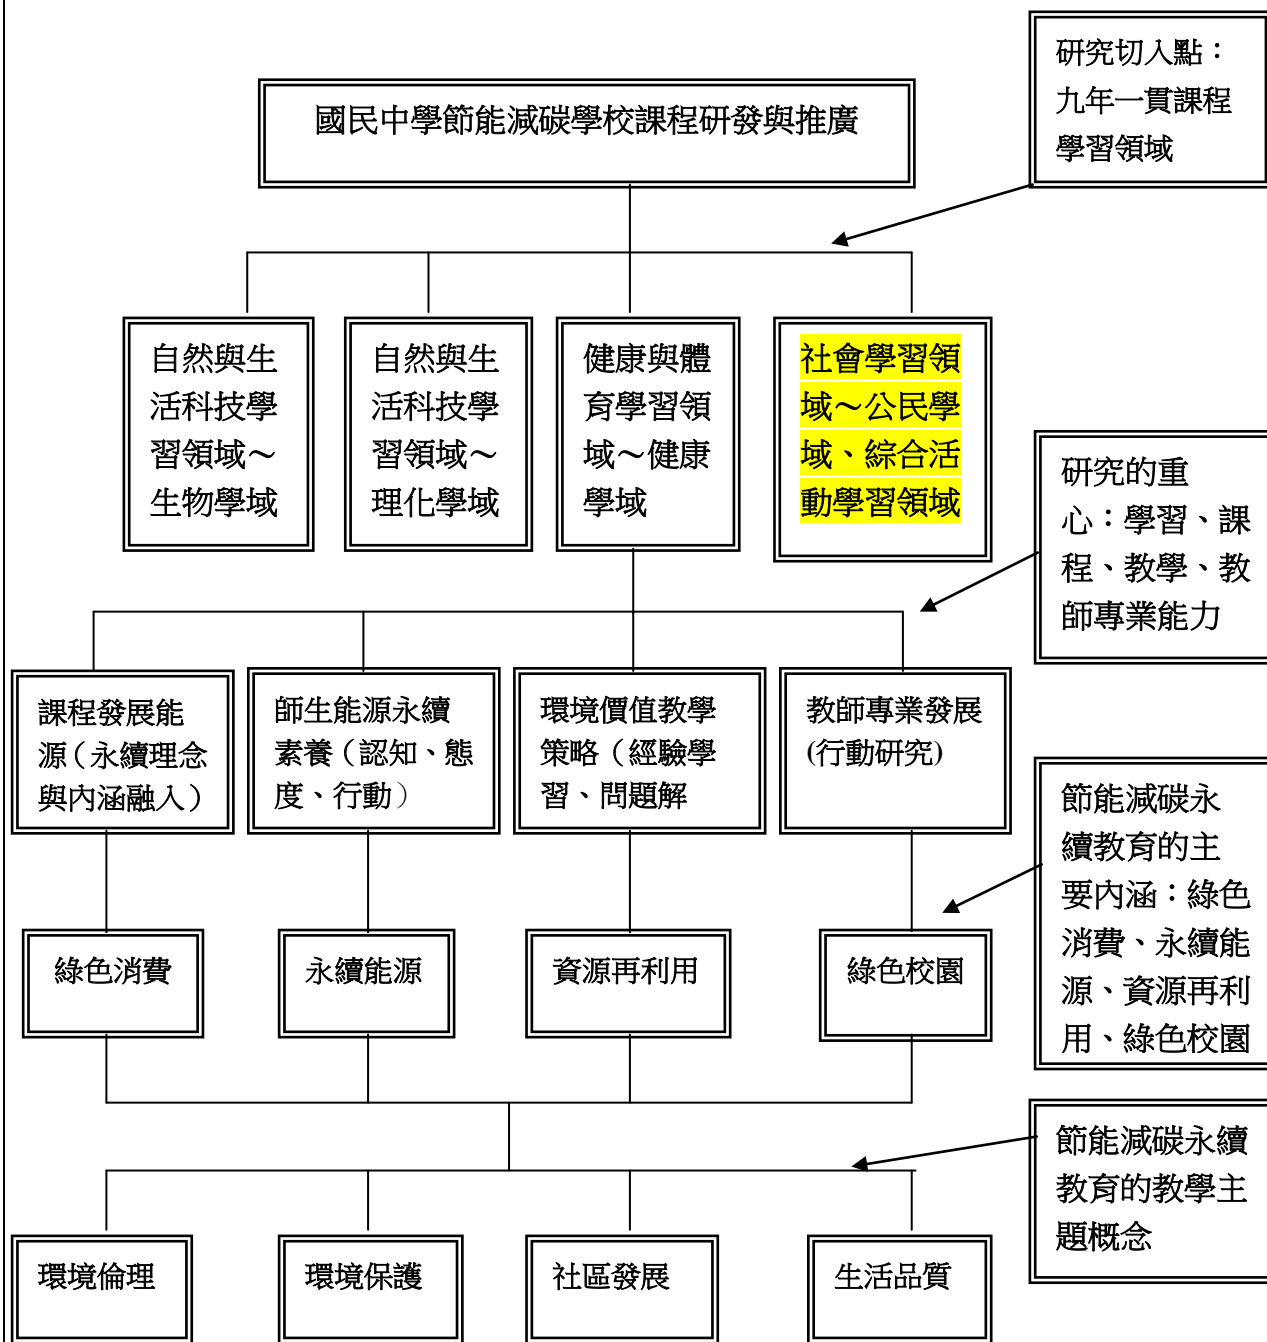 研究切入點：
九年一貫課程
學習領域
國民中學節能減碳學校課程研發與推廣
自然與生
活科技學
習領域～
生物學域
自然與生
活科技學
習領域～
理化學域
健康與體
育學習領
域～健康
學域
社會學習領
域～公民學
域、綜合活
動學習領域
研究的重
心：學習、課
程、教學、教
師專業能力
課程發展能
源（永續理念
與內涵融入）
師生能源永續
素養（認知、態
度、行動）
環境價值教學
策略（經驗學
習、問題解
教師專業發展
(行動研究)
節能減碳永
續教育的主
要內涵：綠色
消費、永續能
源、資源再利
用、綠色校園
綠色消費
永續能源
資源再利用
綠色校園
節能減碳永續
教育的教學主
題概念
環境倫理
環境保護
社區發展
生活品質